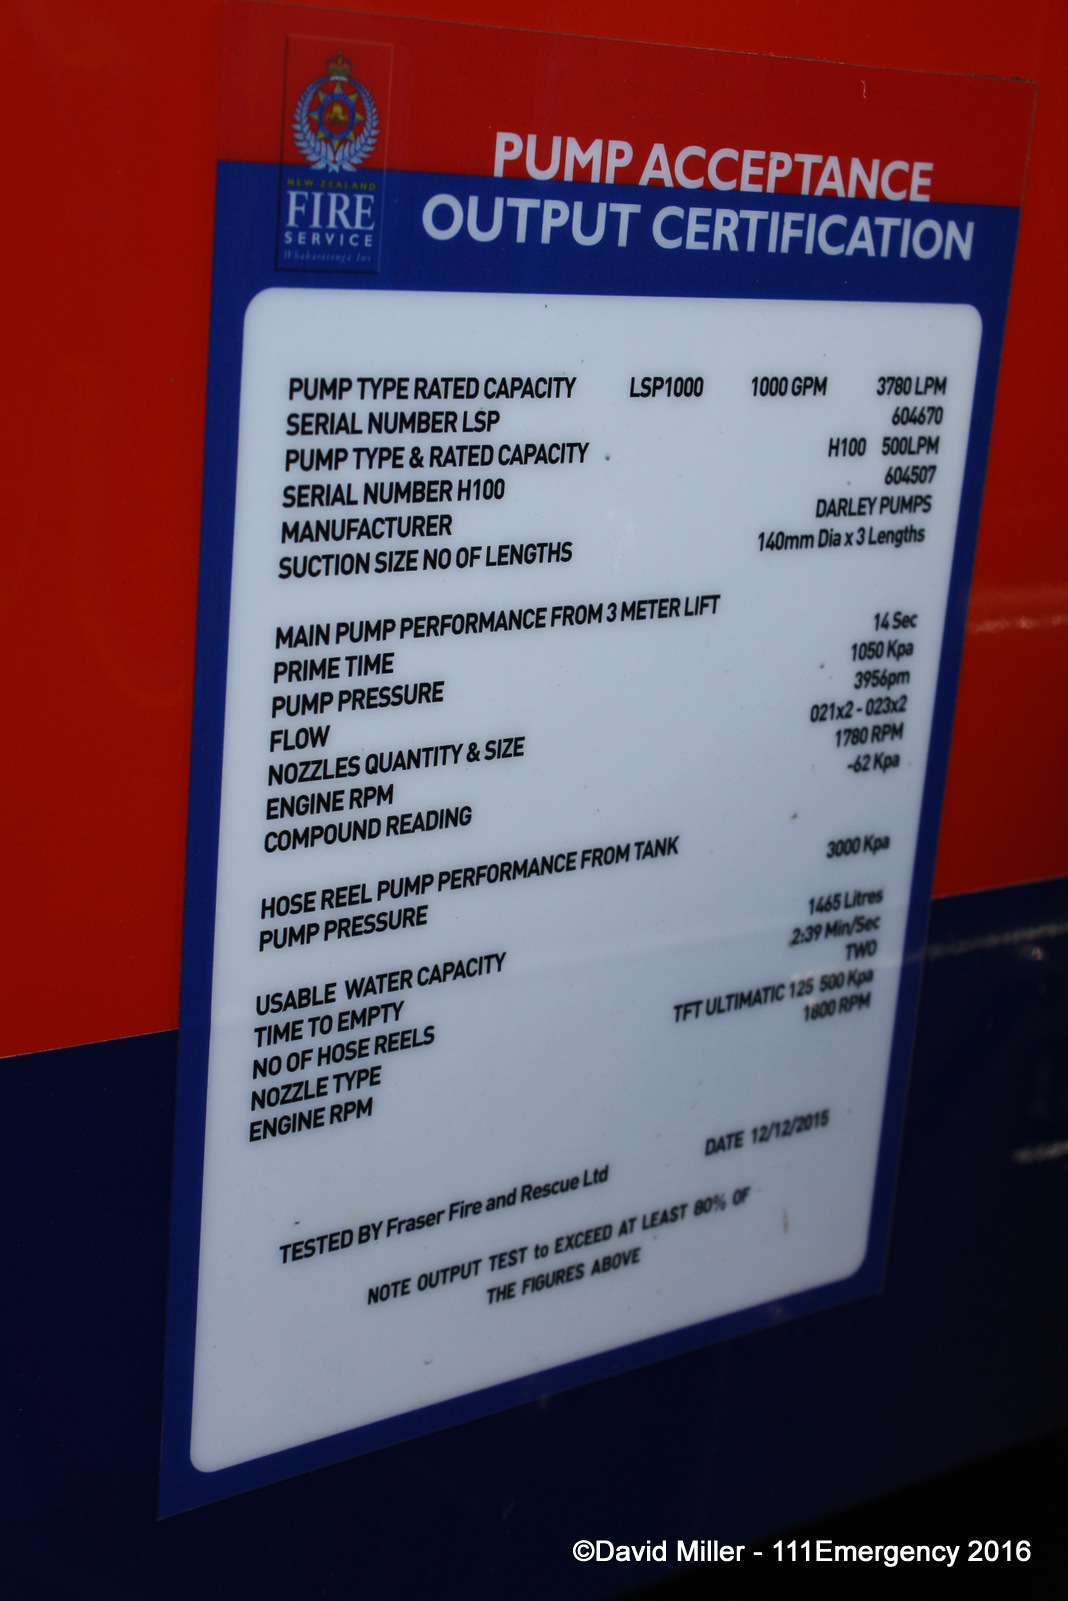 NEW ZEALAND
FIRE
SERVICE
Whakaratonga Iwi
PUMP ACCEPTANCE
OUTPUT CERTIFICATION
PUMP TYPE RATED CAPACITY LSP1000 1000 GPM 3780 LPM
SERIAL NUMBER LSP 604670
PUMP TYPE & RATED CAPACITY H100 500LPM
SERIAL NUMBER H100 604507
MANUFACTURER DARLEY PUMPS
SUCTION SIZE NO OF LENGTHS 140mm Dia x 3 Lengths
MAIN PUMP PERFORMANCE FROM 3 METER LIFT
PRIME TIME 14 Sec
PUMP PRESSURE 1050 Kpa
FLOW 3956pm
NOZZLES QUANTITY & SIZE 021x2 - 023x2
ENGINE RPM 1780 RPM
COMPOUND READING -62 Kpa
HOSE REEL PUMP PERFORMANCE FROM TANK
PUMP PRESSURE 3000 Kpa
USABLE WATER CAPACITY 1465 Litres
TIME TO EMPTY 2:39 Min/Sec
NO OF HOSE REELS TWO
NOZZLE TYPE TFT ULTIMATIC 125 500 Kpa
ENGINE RPM 1800 RPM
TESTED BY Fraser Fire and Rescue Ltd DATE 12/12/2015
NOTE OUTPUT TEST to EXCEED AT LEAST 80% OF
THE FIGURES ABOVE
©David Miller - 111Emergency 2016